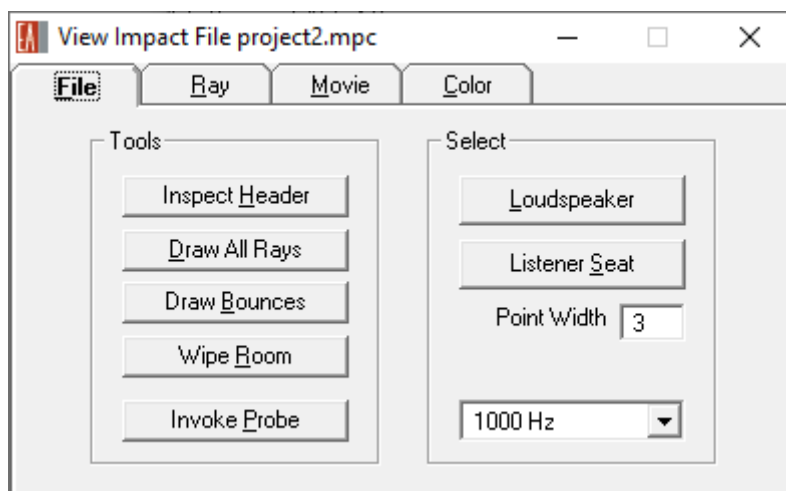 EA View Impact File project2.mpc
File Ray Movie Color
Tools
Inspect Header
Draw All Rays
Draw Bounces
Wipe Room
Invoke Probe
Select
Loudspeaker
Listener Seat
Point Width 3
1000 Hz